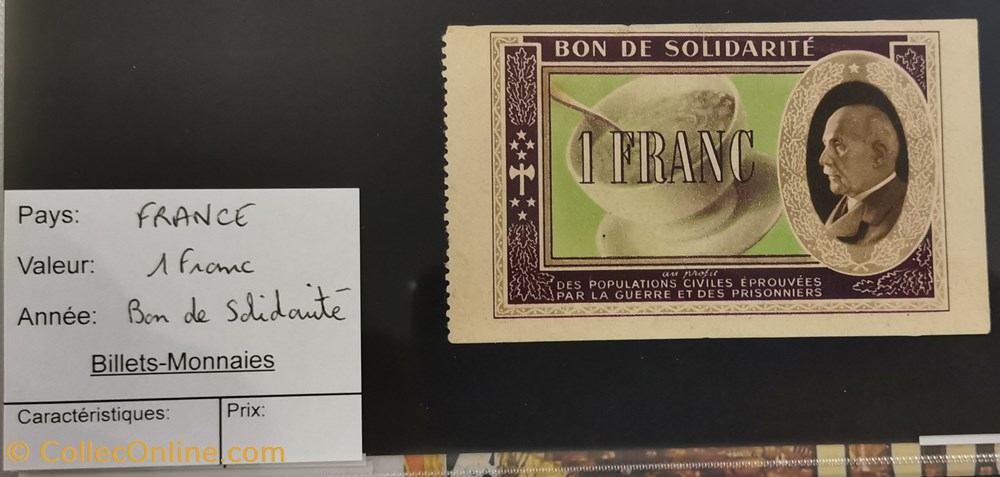 BON DE SOLIDARITÉ
1 FRANC
au profit
DES POPULATIONS CIVILES ÉPROUVÉES
PAR LA GUERRE ET DES PRISONNIERS
Pays: FRANCE
Valeur: 1 Franc
Année: Bon de Solidarité
Billets-Monnaies
Caractéristiques: Prix:
© CollecOnline.com